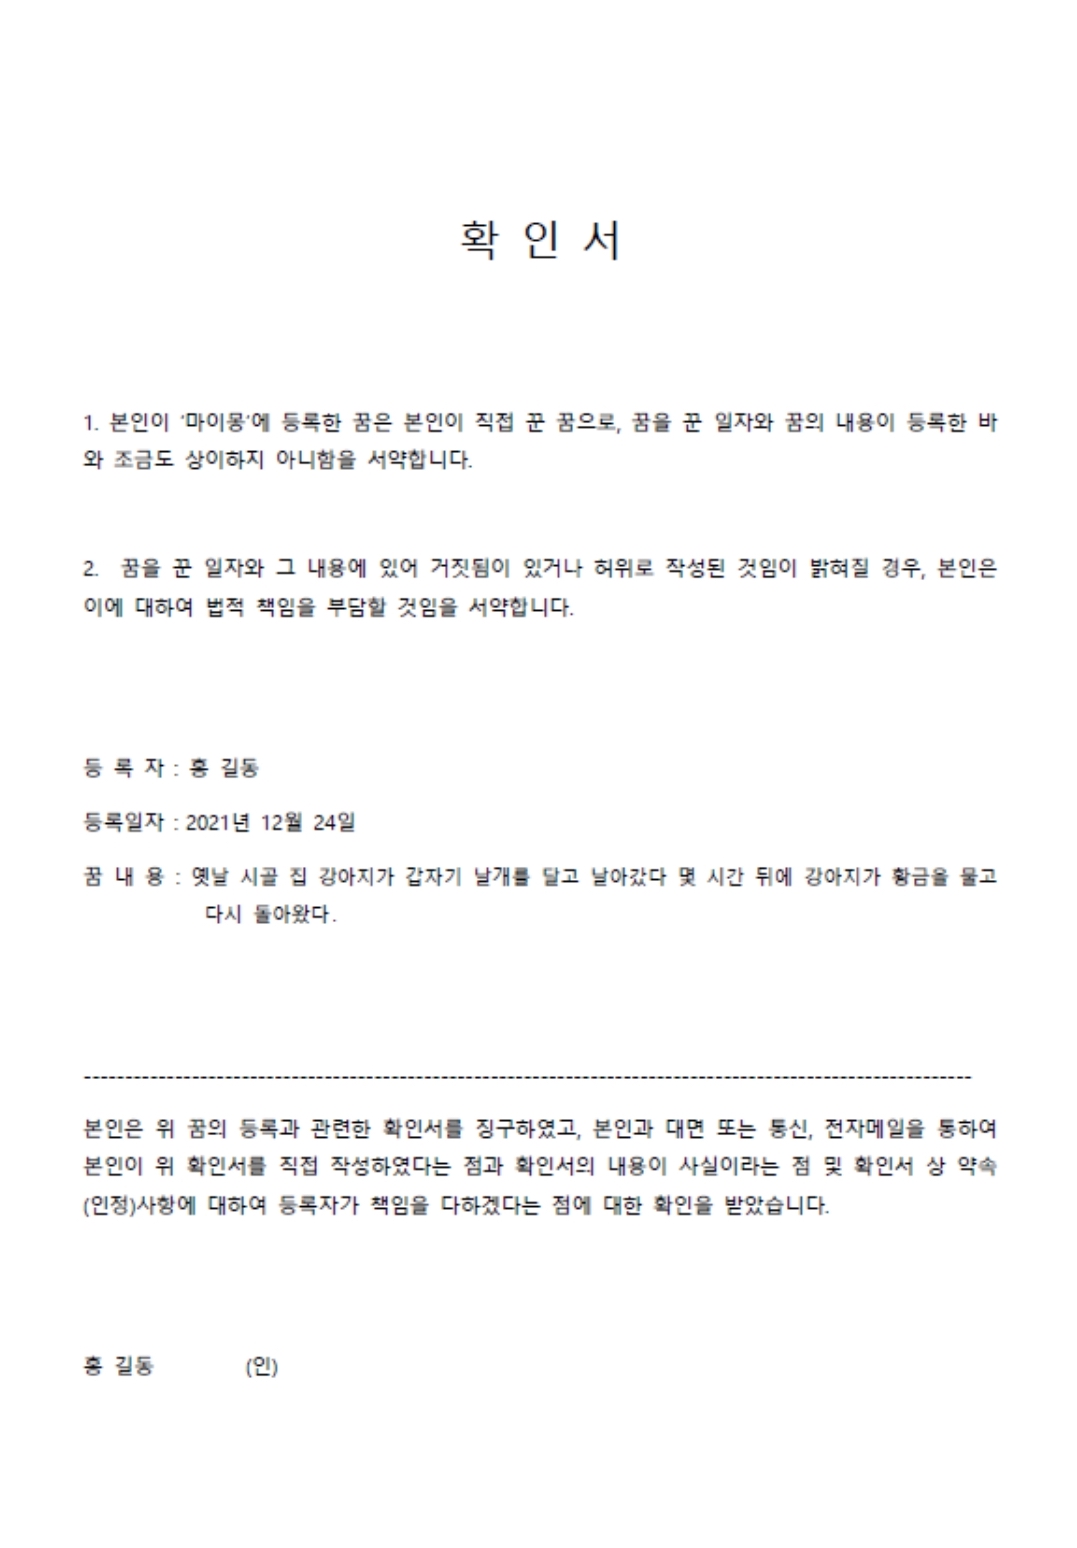 확 인 서
1. 본인이 '마이몽'에 등록한 꿈은 본인이 직접 꾼 꿈으로, 꿈을 꾼 일자와 꿈의 내용이 등록한 바
와 조금도 상이하지 아니함을 서약합니다.
2. 꿈을 꾼 일자와 그 내용에 있어 거짓됨이 있거나 허위로 작성된 것임이 밝혀질 경우, 본인은
이에 대하여 법적 책임을 부담할 것임을 서약합니다.
등 록 자 : 홍 길동
등록일자 : 2021년 12월 24일
꿈 내 용 : 옛날 시골 집 강아지가 갑자기 날개를 달고 날아갔다 몇 시간 뒤에 강아지가 황금을 물고
다시 돌아왔다.
본인은 위 꿈의 등록과 관련한 확인서를 징구하였고, 본인과 대면 또는 통신, 전자메일을 통하여
본인이 위 확인서를 직접 작성하였다는 점과 확인서의 내용이 사실이라는 점 및 확인서 상 약속
(인정)사항에 대하여 등록자가 책임을 다하겠다는 점에 대한 확인을 받았습니다.
홍 길동 (인)